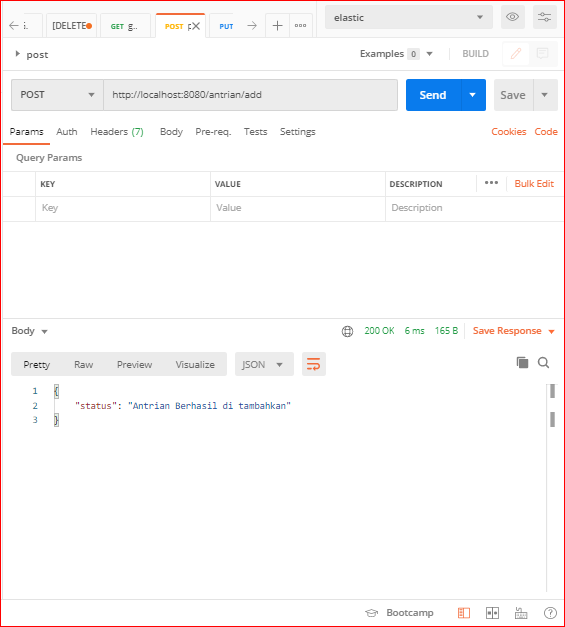 i. [DELETE GET g.. POST p PUT elastic
post Examples 0 BUILD
POST http://localhost:8080/antrian/add Send Save
Params Auth Headers (7) Body Pre-req. Tests Settings Cookies Code
Query Params
KEY VALUE DESCRIPTION Bulk Edit
Key Value Description
Body 200 OK 6 ms 165 B Save Response
Pretty Raw Preview Visualize JSON
1 {
2 "status": "Antrian Berhasil di tambahkan"
3 }
Bootcamp